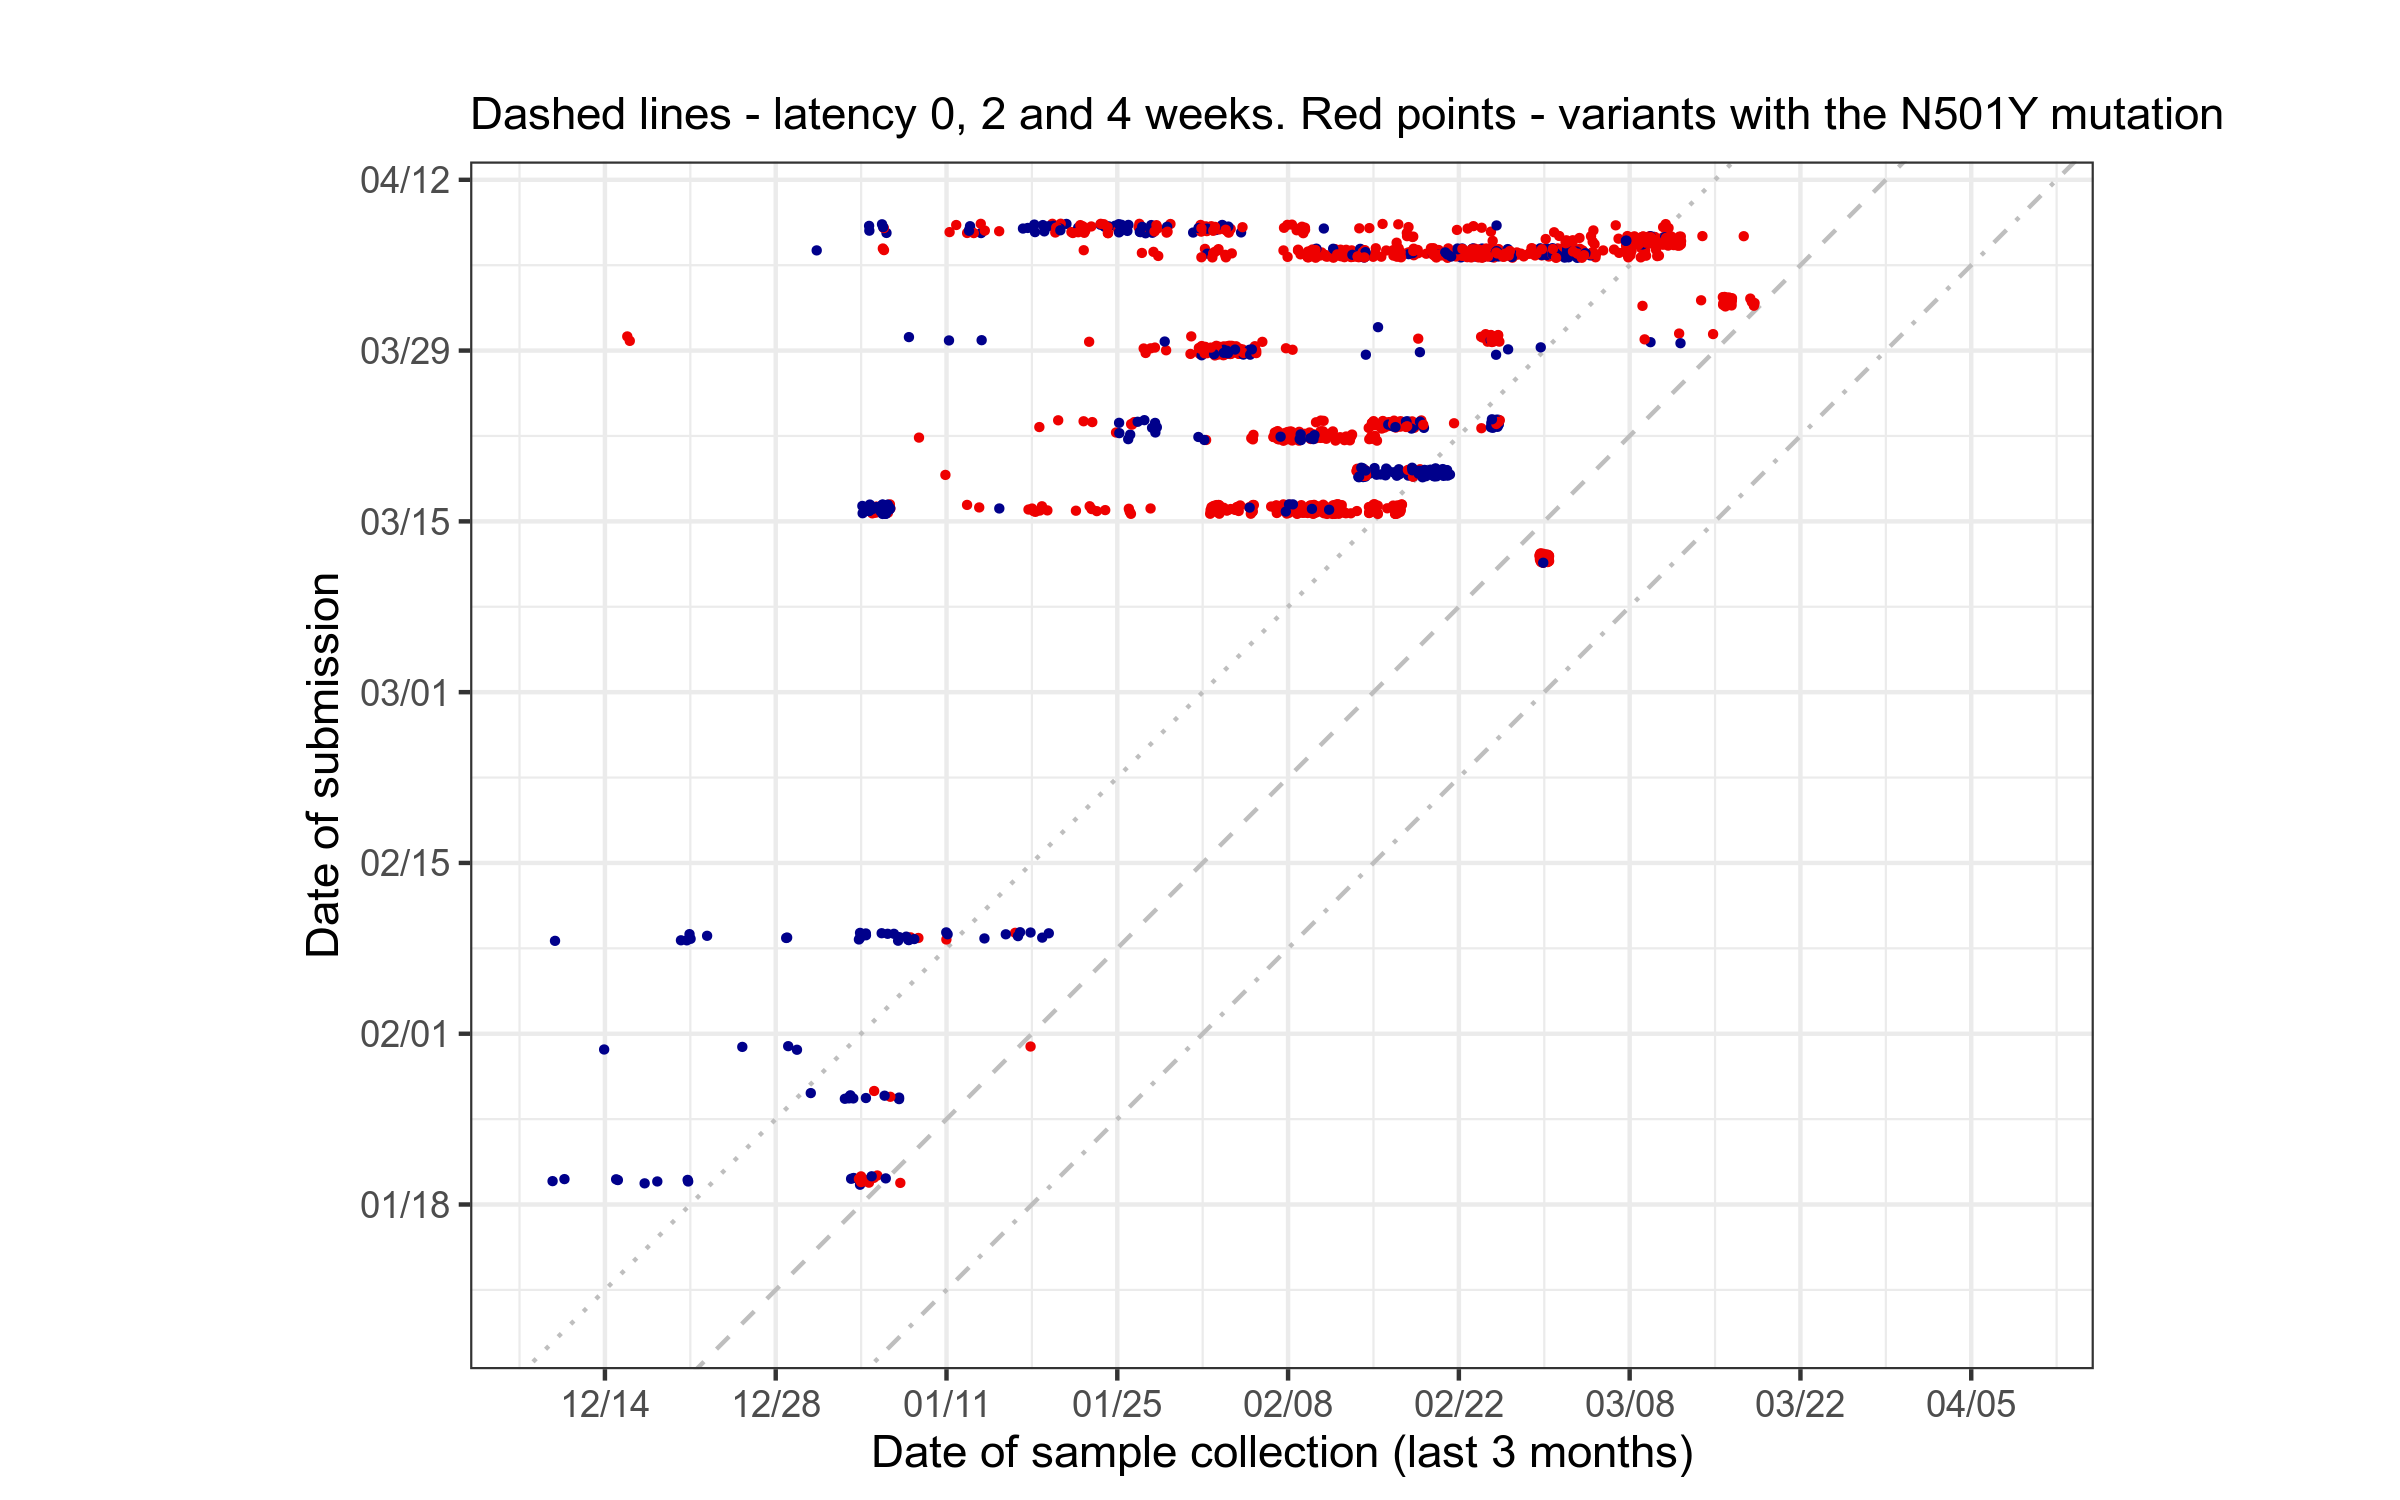 Dashed lines - latency 0, 2 and 4 weeks. Red points - variants with the N501Y mutation
04/12
03/29
03/15
03/01
02/15
02/01
01/18
Date of submission
12/14 12/28 01/11 01/25 02/08 02/22 03/08 03/22 04/05
Date of sample collection (last 3 months)